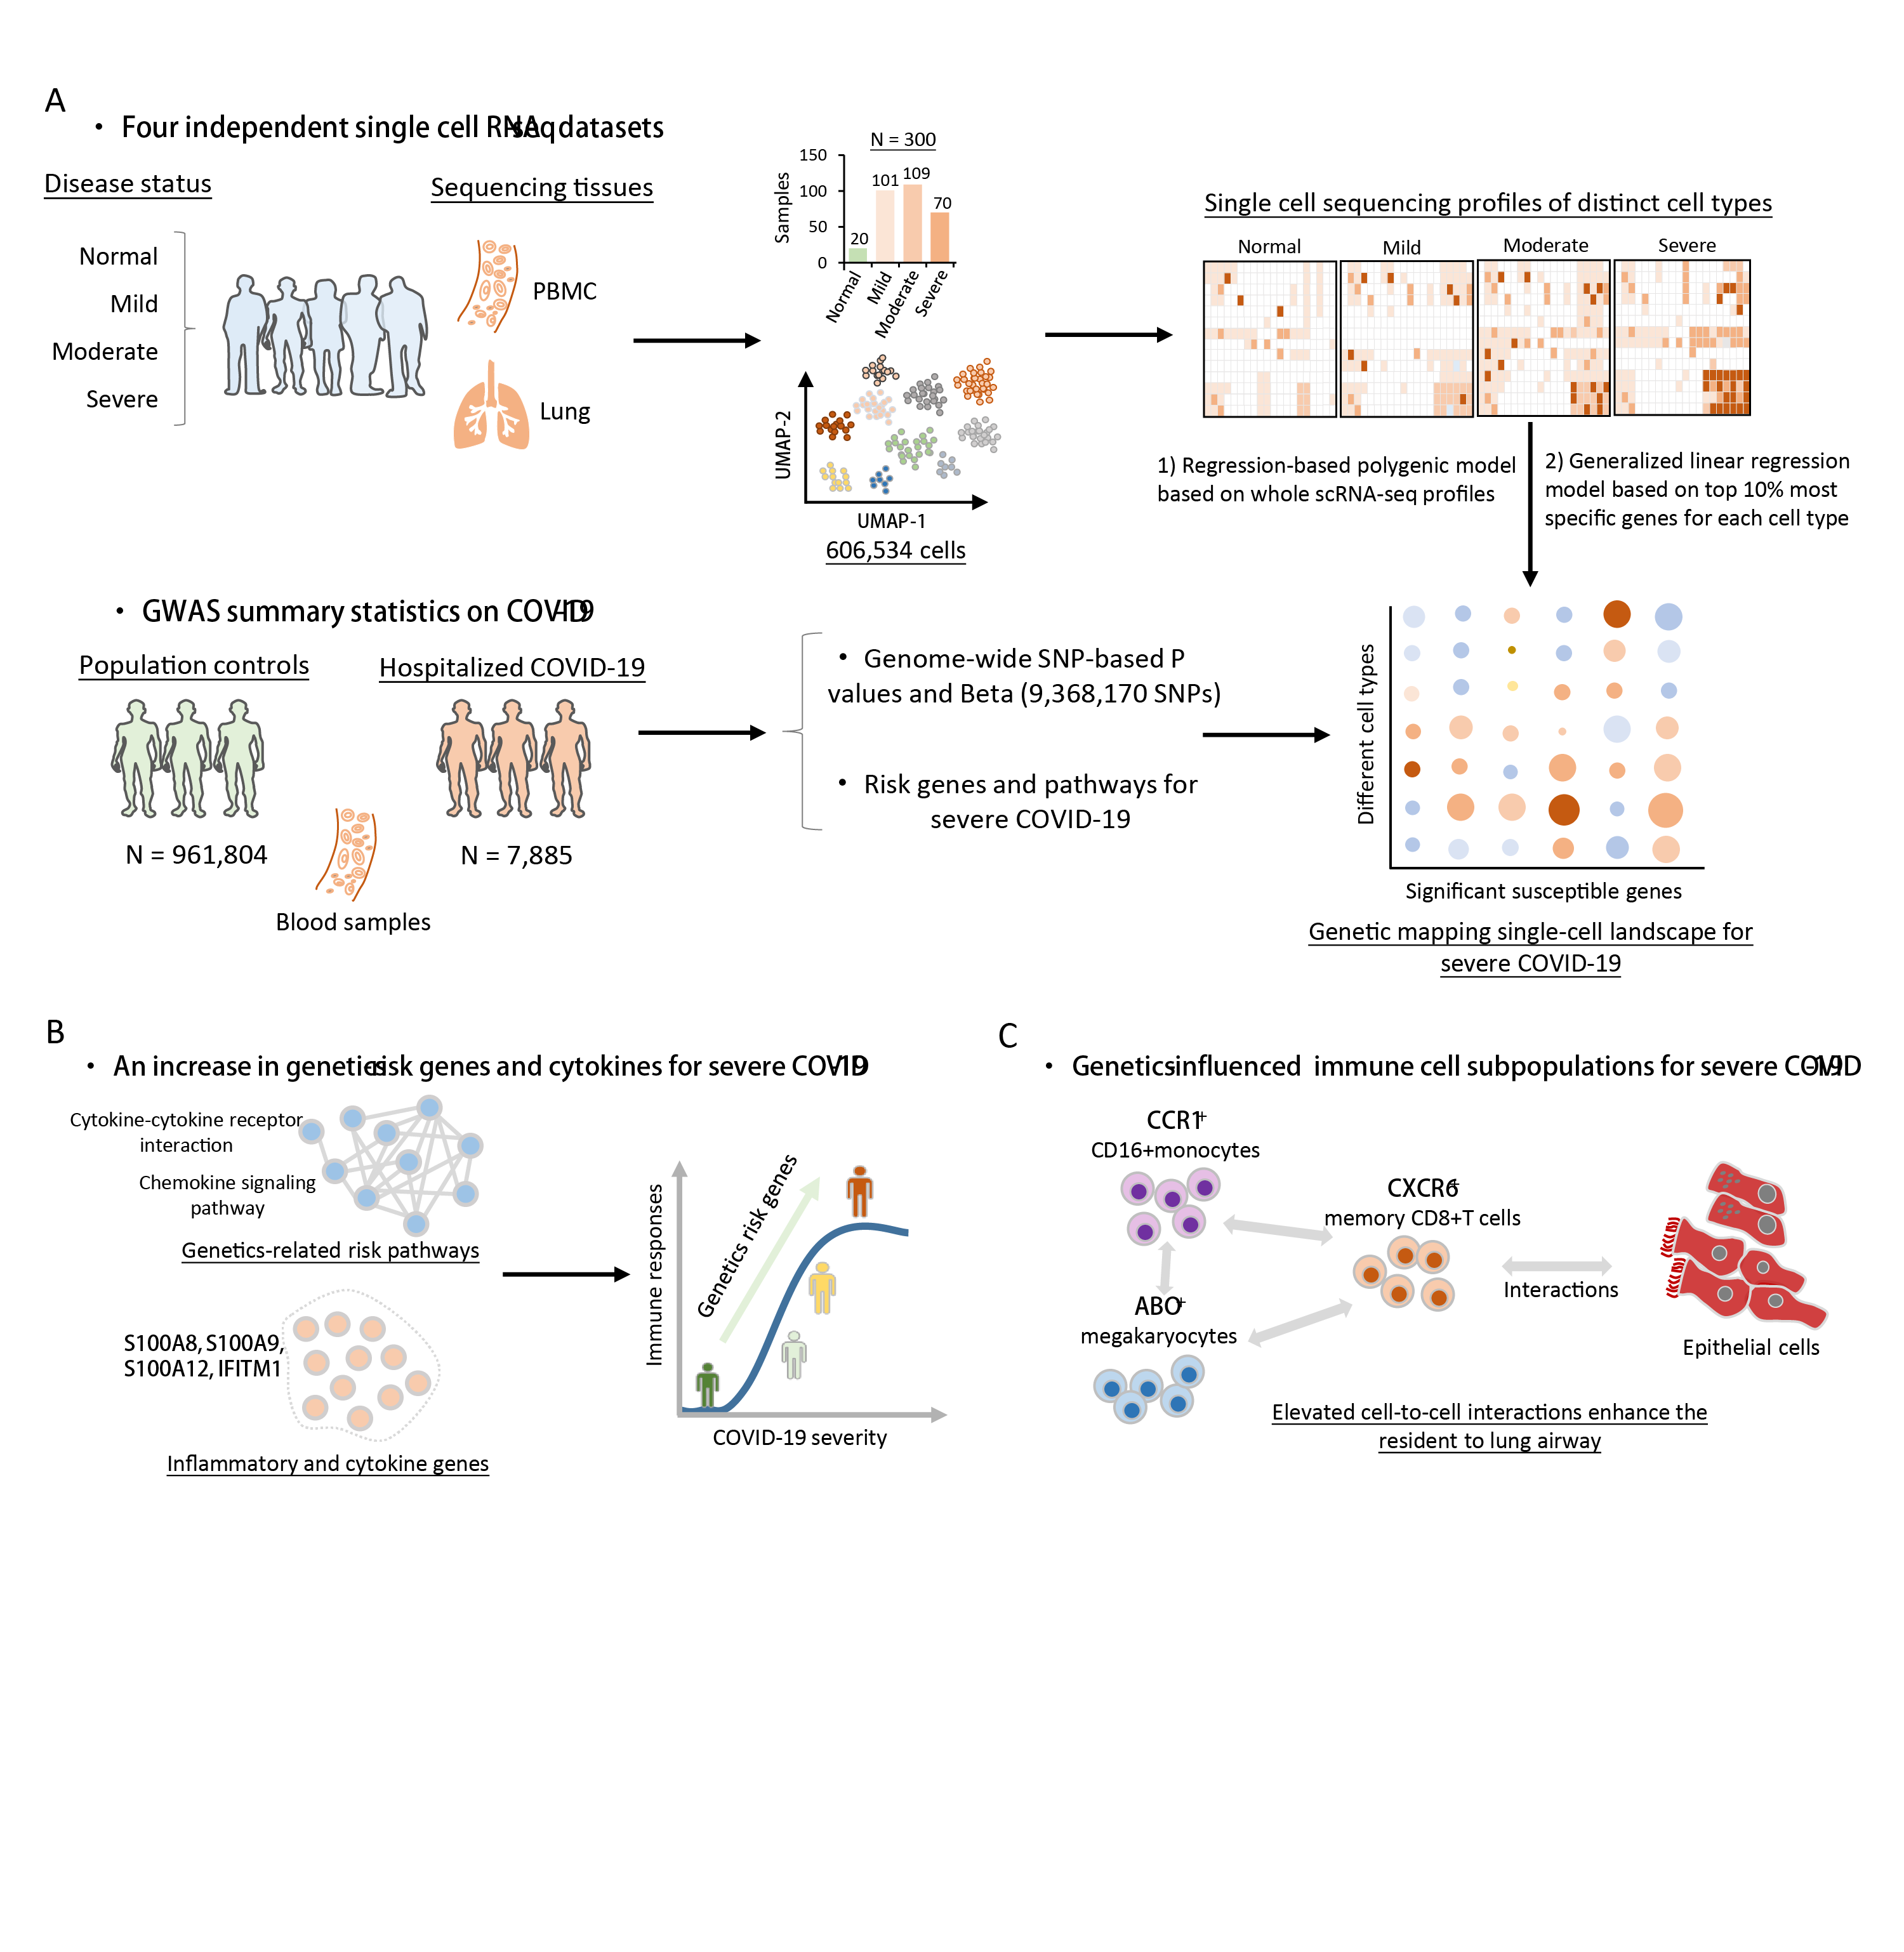 A
• Four independent single cell RNA-seq datasets
Disease status
Normal
Mild
Moderate
Severe
Sequencing tissues
PBMC
Lung
N = 300
Samples
150
100
50
0
20
101
109
70
Normal
Mild
Moderate
Severe
UMAP-2
UMAP-1
606,534 cells
Single cell sequencing profiles of distinct cell types
Normal
Mild
Moderate
Severe
1) Regression-based polygenic model
based on whole scRNA-seq profiles
2) Generalized linear regression
model based on top 10% most
specific genes for each cell type
• GWAS summary statistics on COVID-19
Population controls
Hospitalized COVID-19
N = 961,804
N = 7,885
Blood samples
• Genome-wide SNP-based P
values and Beta (9,368,170 SNPs)
• Risk genes and pathways for
severe COVID-19
Different cell types
Significant susceptible genes
Genetic mapping single-cell landscape for
severe COVID-19
B
• An increase in genetics-risk genes and cytokines for severe COVID-19
Cytokine-cytokine receptor
interaction
Chemokine signaling
pathway
Genetics-related risk pathways
S100A8, S100A9,
S100A12, IFITM1
Inflammatory and cytokine genes
Immune responses
Genetics risk genes
COVID-19 severity
C
• Genetics-influenced immune cell subpopulations for severe COVID-19
CCR1+
CD16+monocytes
CXCR6+
memory CD8+T cells
ABO+
megakaryocytes
Interactions
Epithelial cells
Elevated cell-to-cell interactions enhance the
resident to lung airway